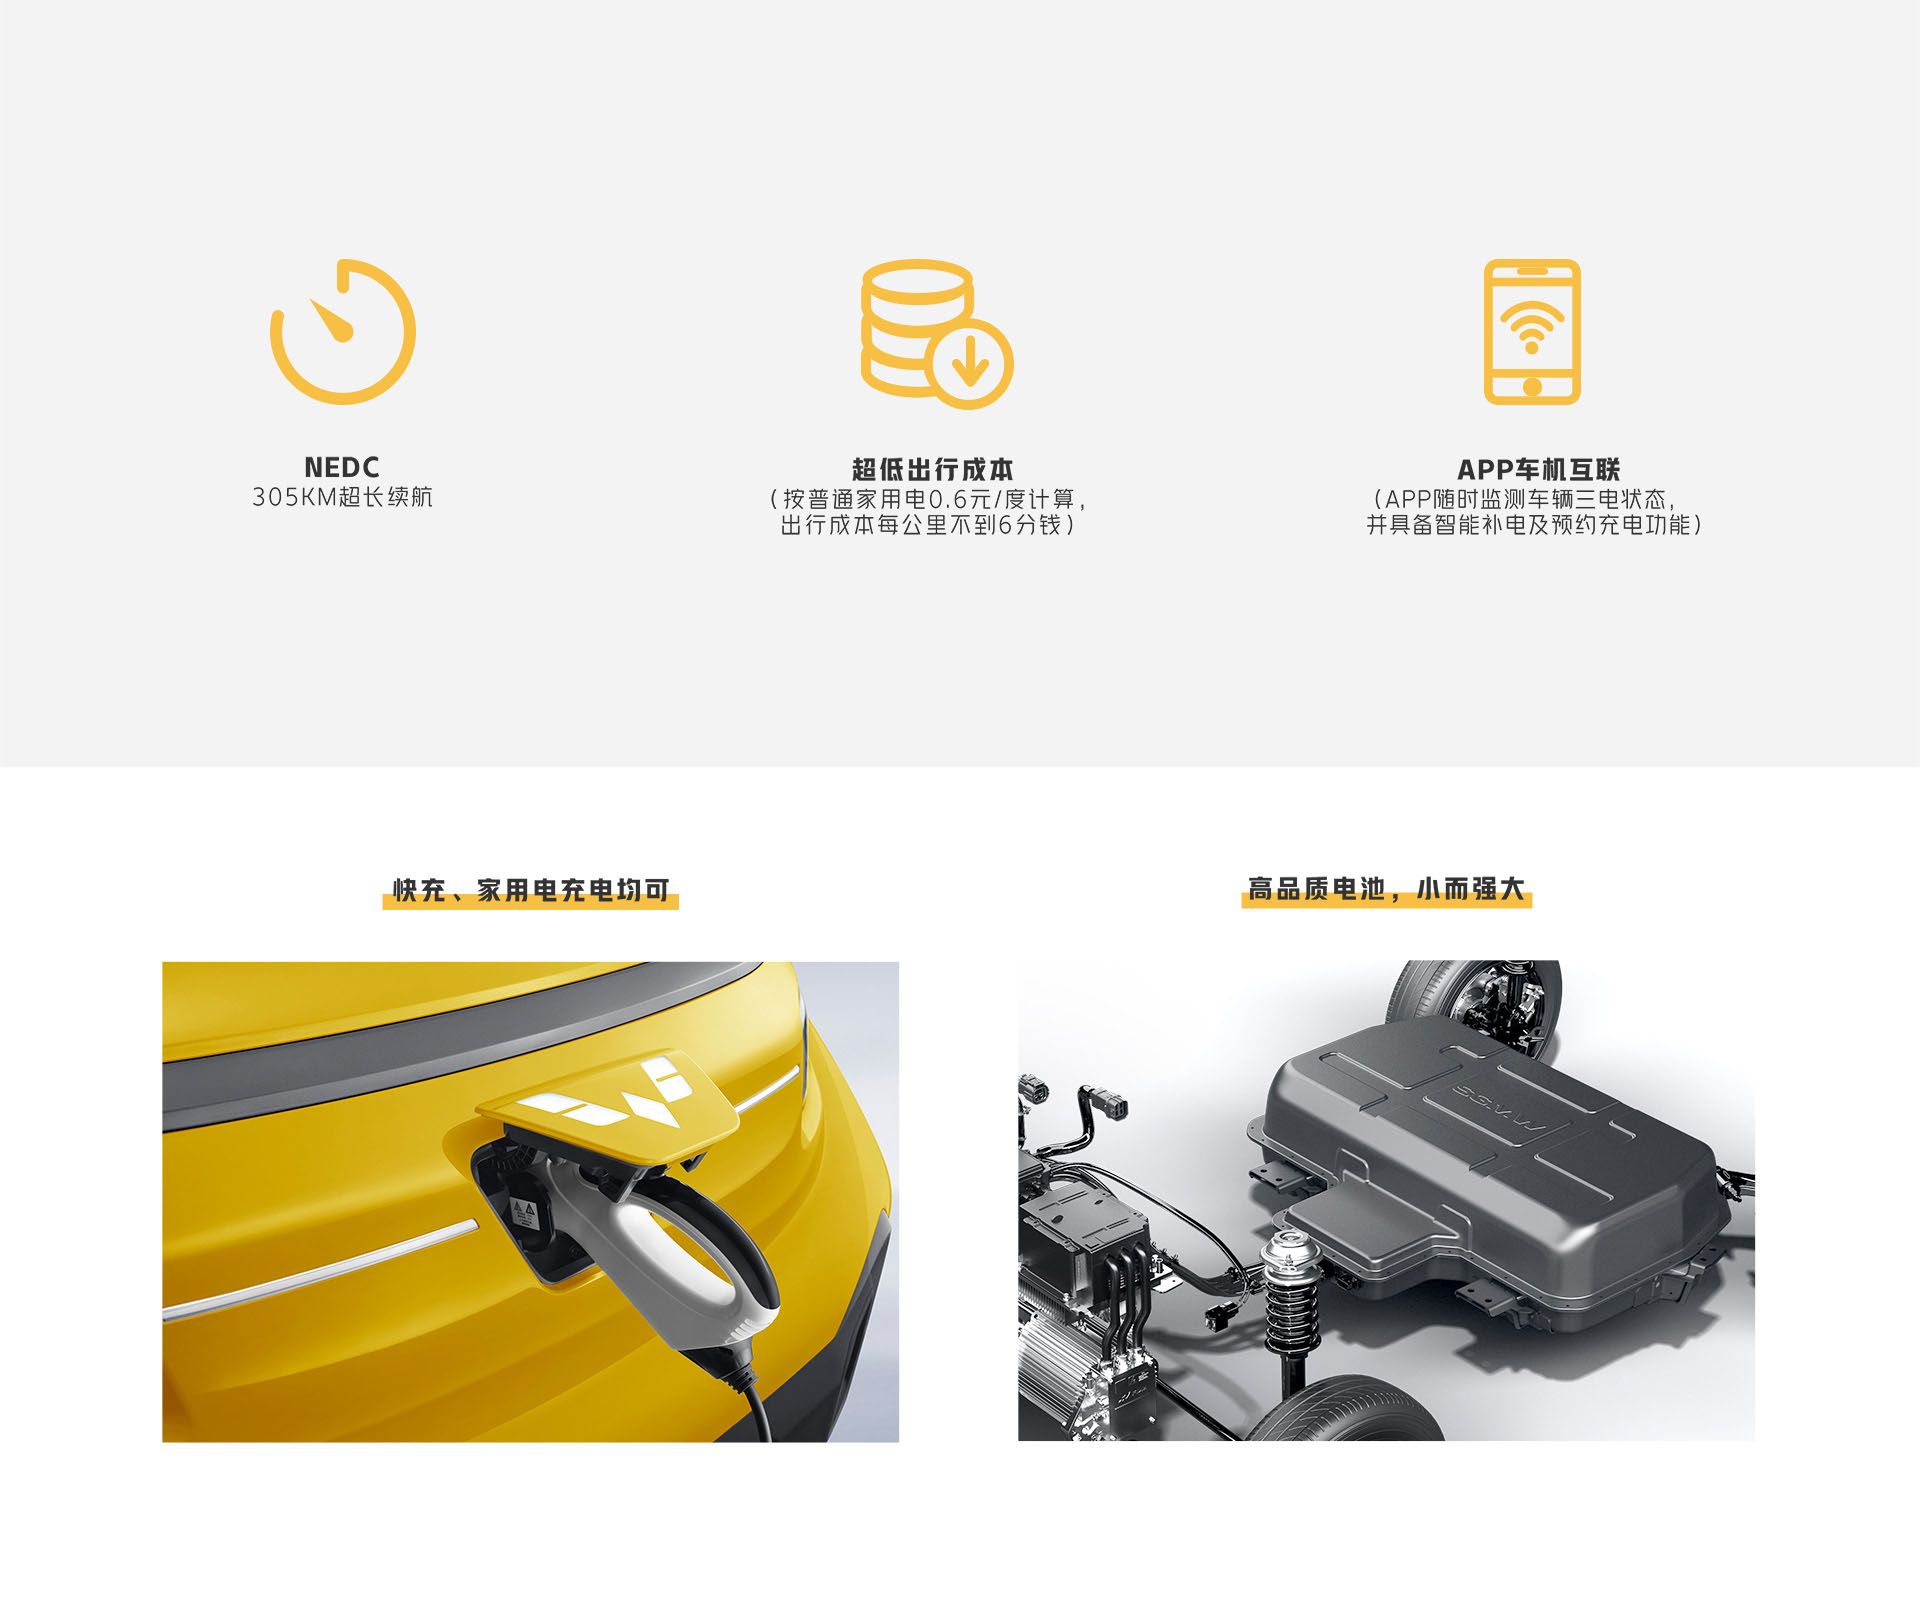 NEDC
305KM超长续航
超低出行成本
（按普通家用电0.6元/度计算，
出行成本每公里不到6分钱）
APP车机互联
（APP随时监测车辆三电状态，
并具备智能补电及预约充电功能）
快充、家用电充电均可
高品质电池，小而强大
SGMW